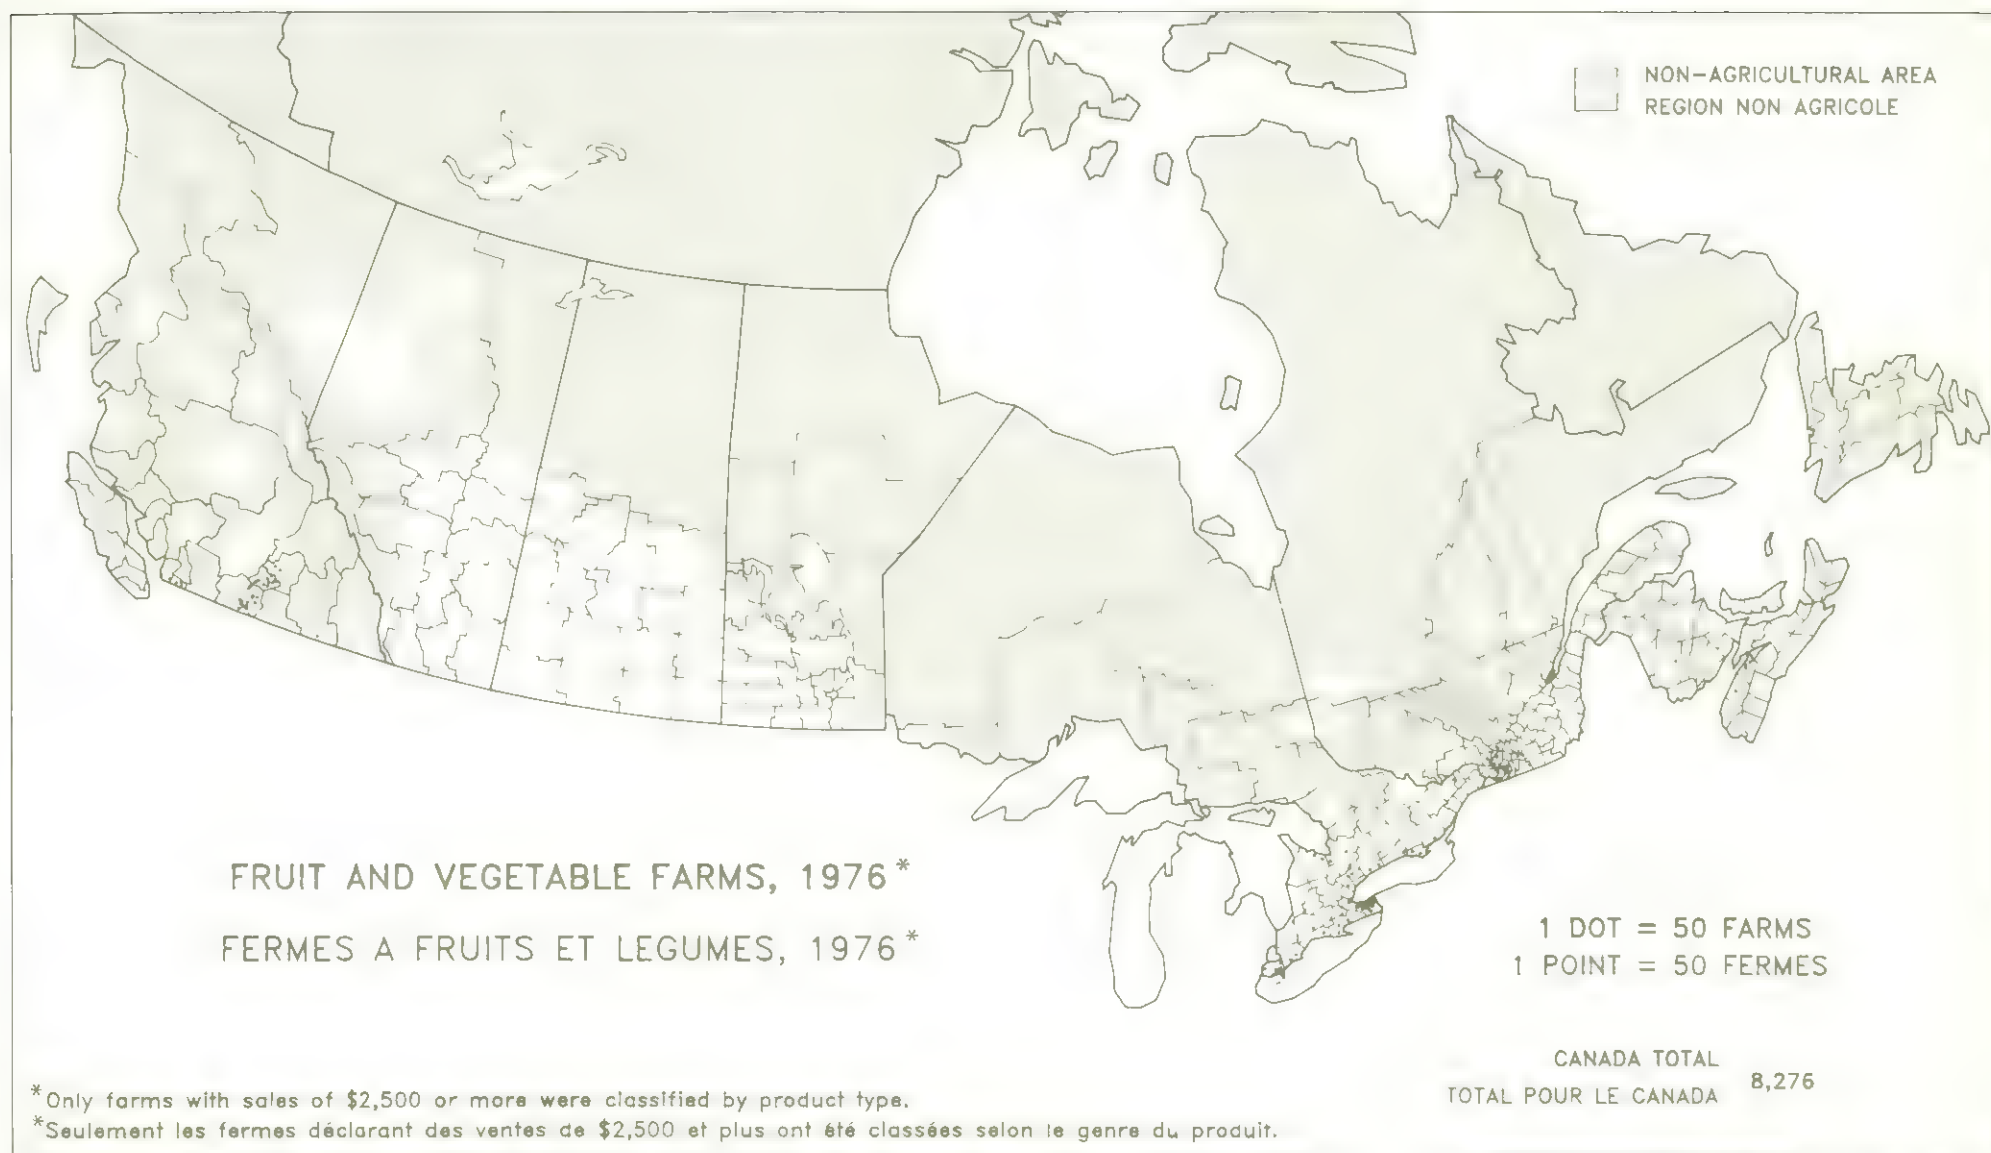 NON-AGRICULTURAL AREA
REGION NON AGRICOLE
FRUIT AND VEGETABLE FARMS, 1976*
FERMES A FRUITS ET LEGUMES, 1976*
1 DOT = 50 FARMS
1 POINT = 50 FERMES
CANADA TOTAL
TOTAL POUR LE CANADA 8,276
*Only farms with sales of $2,500 or more were classified by product type.
*Seulement les fermes déclarant des ventes de $2,500 et plus ont été classées selon le genre du produit.